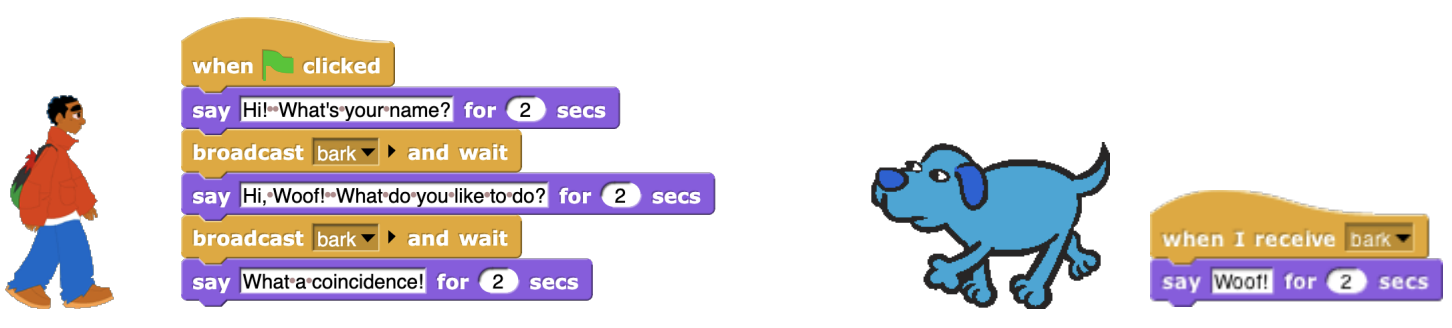 when clicked
say Hi!  What's your name? for 2 secs
broadcast bark and wait
say Hi, Woof!  What do you like to do? for 2 secs
broadcast bark and wait
say What a coincidence! for 2 secs
when I receive bark
say Woof! for 2 secs